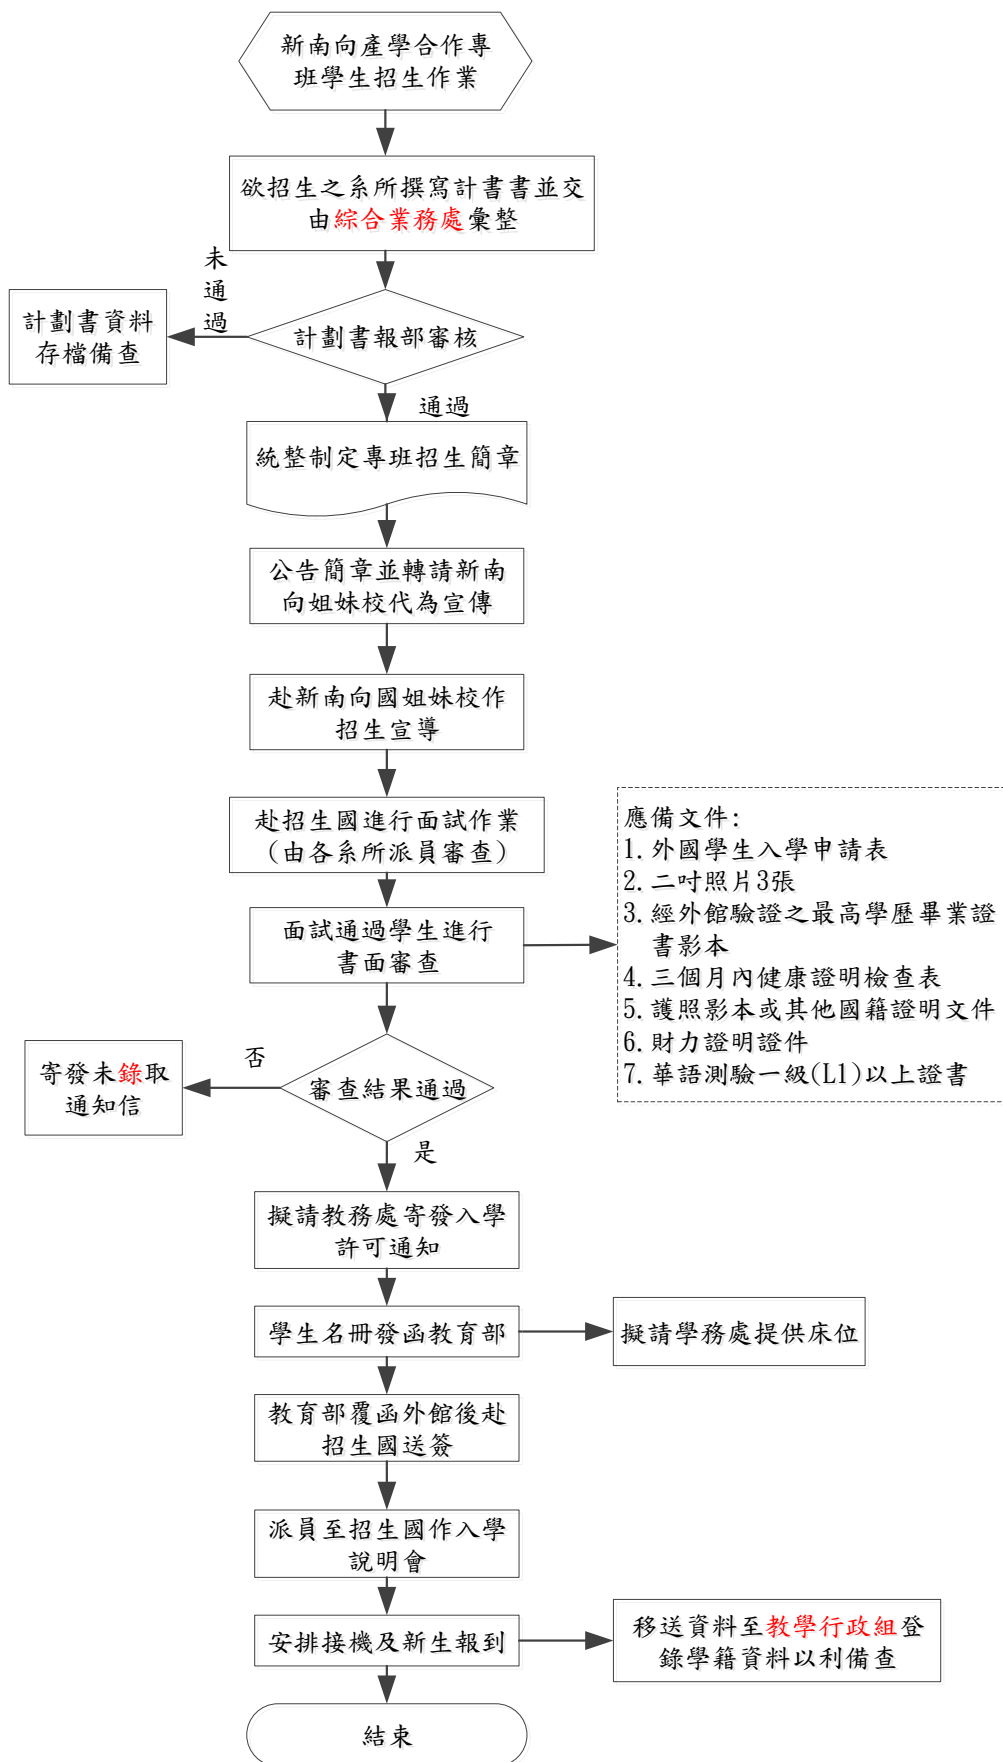 新南向產學合作專
班學生招生作業
欲招生之系所撰寫計書書並交
由綜合業務處彙整
未
通
過
計劃書資料
存檔備查
計劃書報部審核
通過
統整制定專班招生簡章
公告簡章並轉請新南
向姐妹校代為宣傳
赴新南向國姐妹校作
招生宣導
赴招生國進行面試作業
(由各系所派員審查)
面試通過學生進行
書面審查
應備文件:
1. 外國學生入學申請表
2. 二吋照片3張
3. 經外館驗證之最高學歷畢業證
書影本
4. 三個月內健康證明檢查表
5. 護照影本或其他國籍證明文件
6. 財力證明證件
7. 華語測驗一級(L1)以上證書
否
寄發未錄取
通知信
審查結果通過
是
擬請教務處寄發入學
許可通知
學生名冊發函教育部
擬請學務處提供床位
教育部覆函外館後赴
招生國送簽
派員至招生國作入學
說明會
安排接機及新生報到
移送資料至教學行政組登
錄學籍資料以利備查
結束